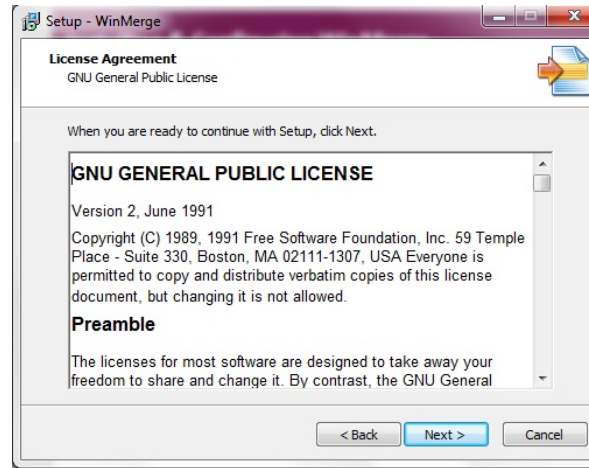 Setup - WinMerge
License Agreement
GNU General Public License
When you are ready to continue with Setup, click Next.
GNU GENERAL PUBLIC LICENSE
Version 2, June 1991
Copyright (C) 1989, 1991 Free Software Foundation, Inc. 59 Temple
Place - Suite 330, Boston, MA 02111-1307, USA Everyone is
permitted to copy and distribute verbatim copies of this license
document, but changing it is not allowed.
Preamble
The licenses for most software are designed to take away your
freedom to share and change it. By contrast, the GNU General
< Back
Next >
Cancel